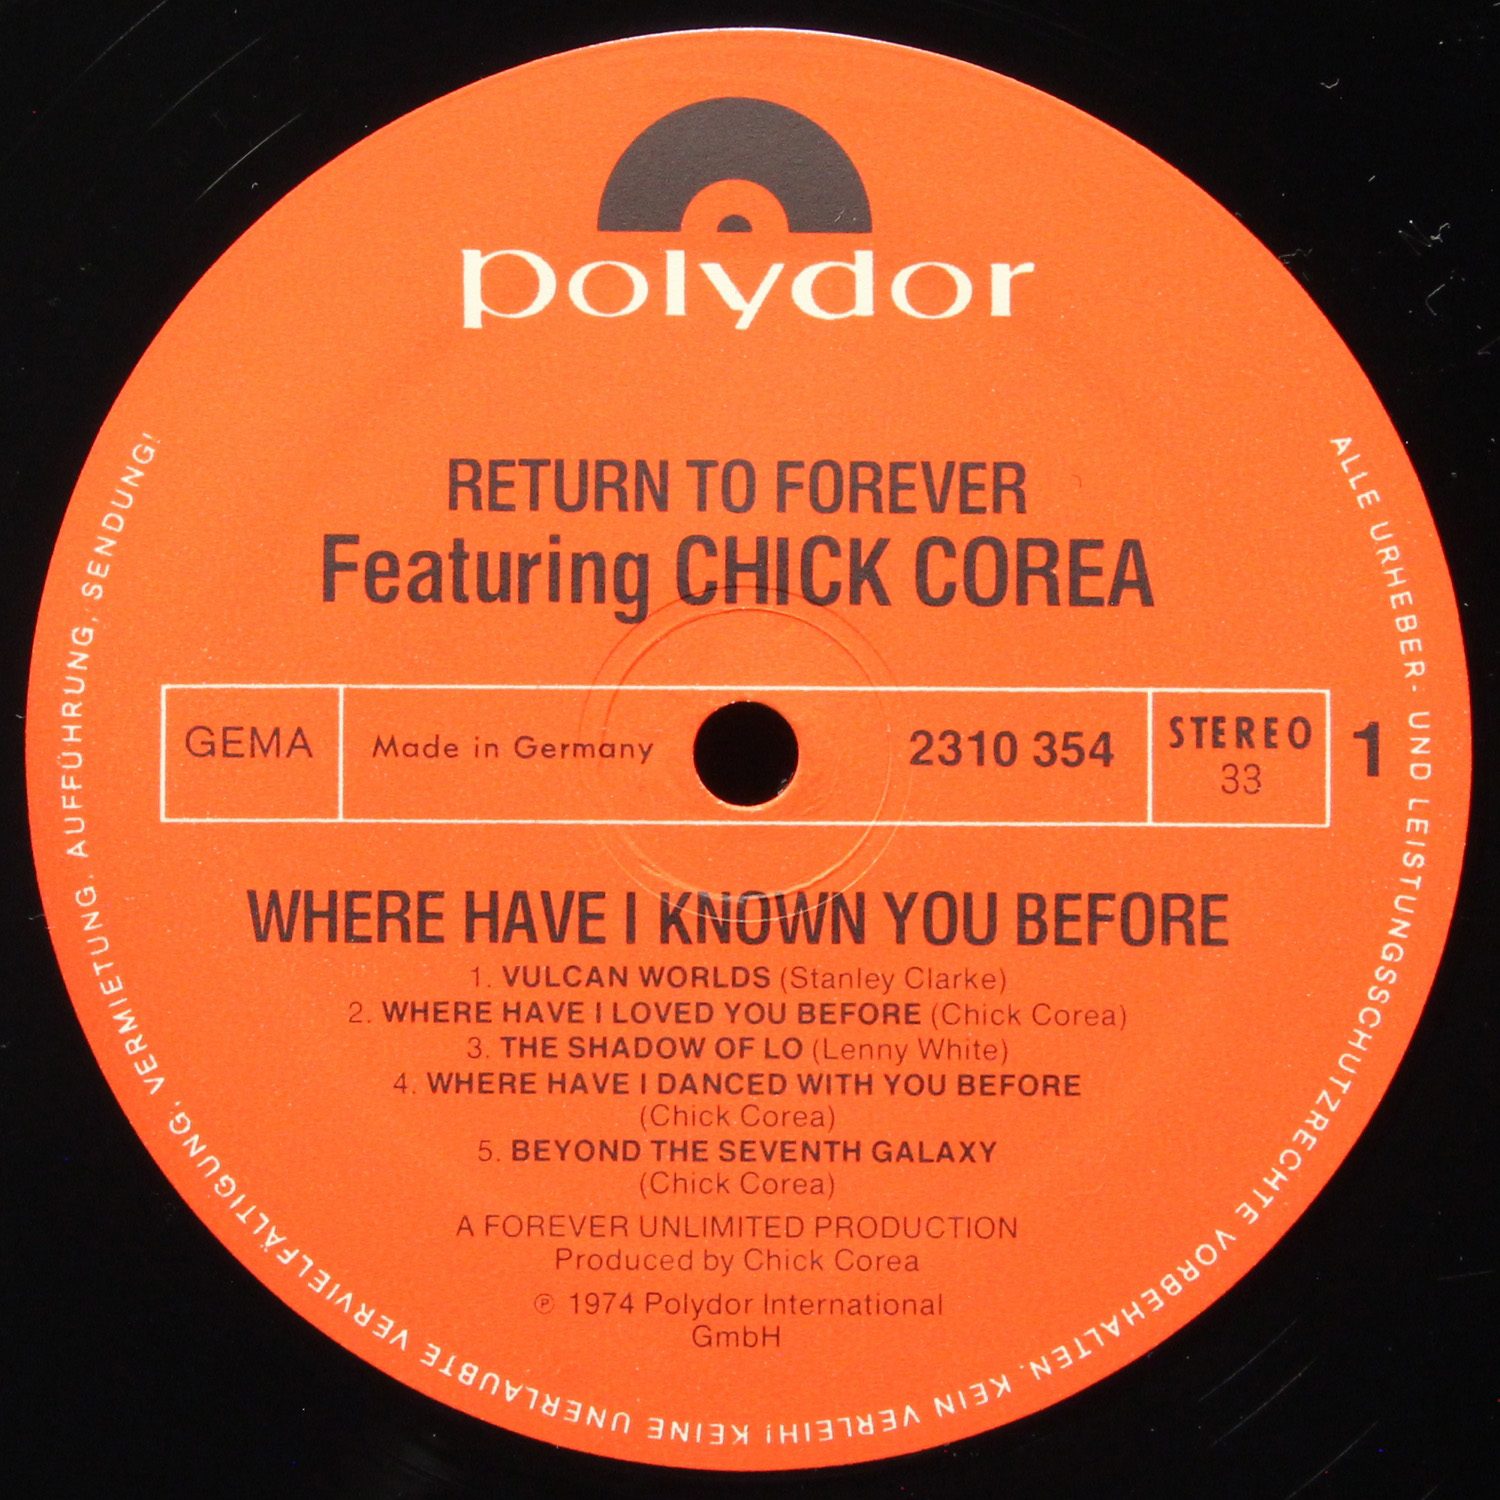 polydor
RETURN TO FOREVER
Featuring CHICK COREA
GEMA
Made in Germany
2310 354
STEREO
33
1
WHERE HAVE I KNOWN YOU BEFORE
1. VULCAN WORLDS (Stanley Clarke)
2. WHERE HAVE I LOVED YOU BEFORE (Chick Corea)
3. THE SHADOW OF LO (Lenny White)
4. WHERE HAVE I DANCED WITH YOU BEFORE
(Chick Corea)
5. BEYOND THE SEVENTH GALAXY
(Chick Corea)
A FOREVER UNLIMITED PRODUCTION
Produced by Chick Corea
℗ 1974 Polydor International
GmbH
ALLE URHEBER- UND LEISTUNGSSCHUTZRECHTE VORBEHALTEN. KEIN VERLEIH! KEINE UNERLAUBTE VERVIELFÄLTIGUNG, VERMIETUNG, AUFFÜHRUNG, SENDUNG!